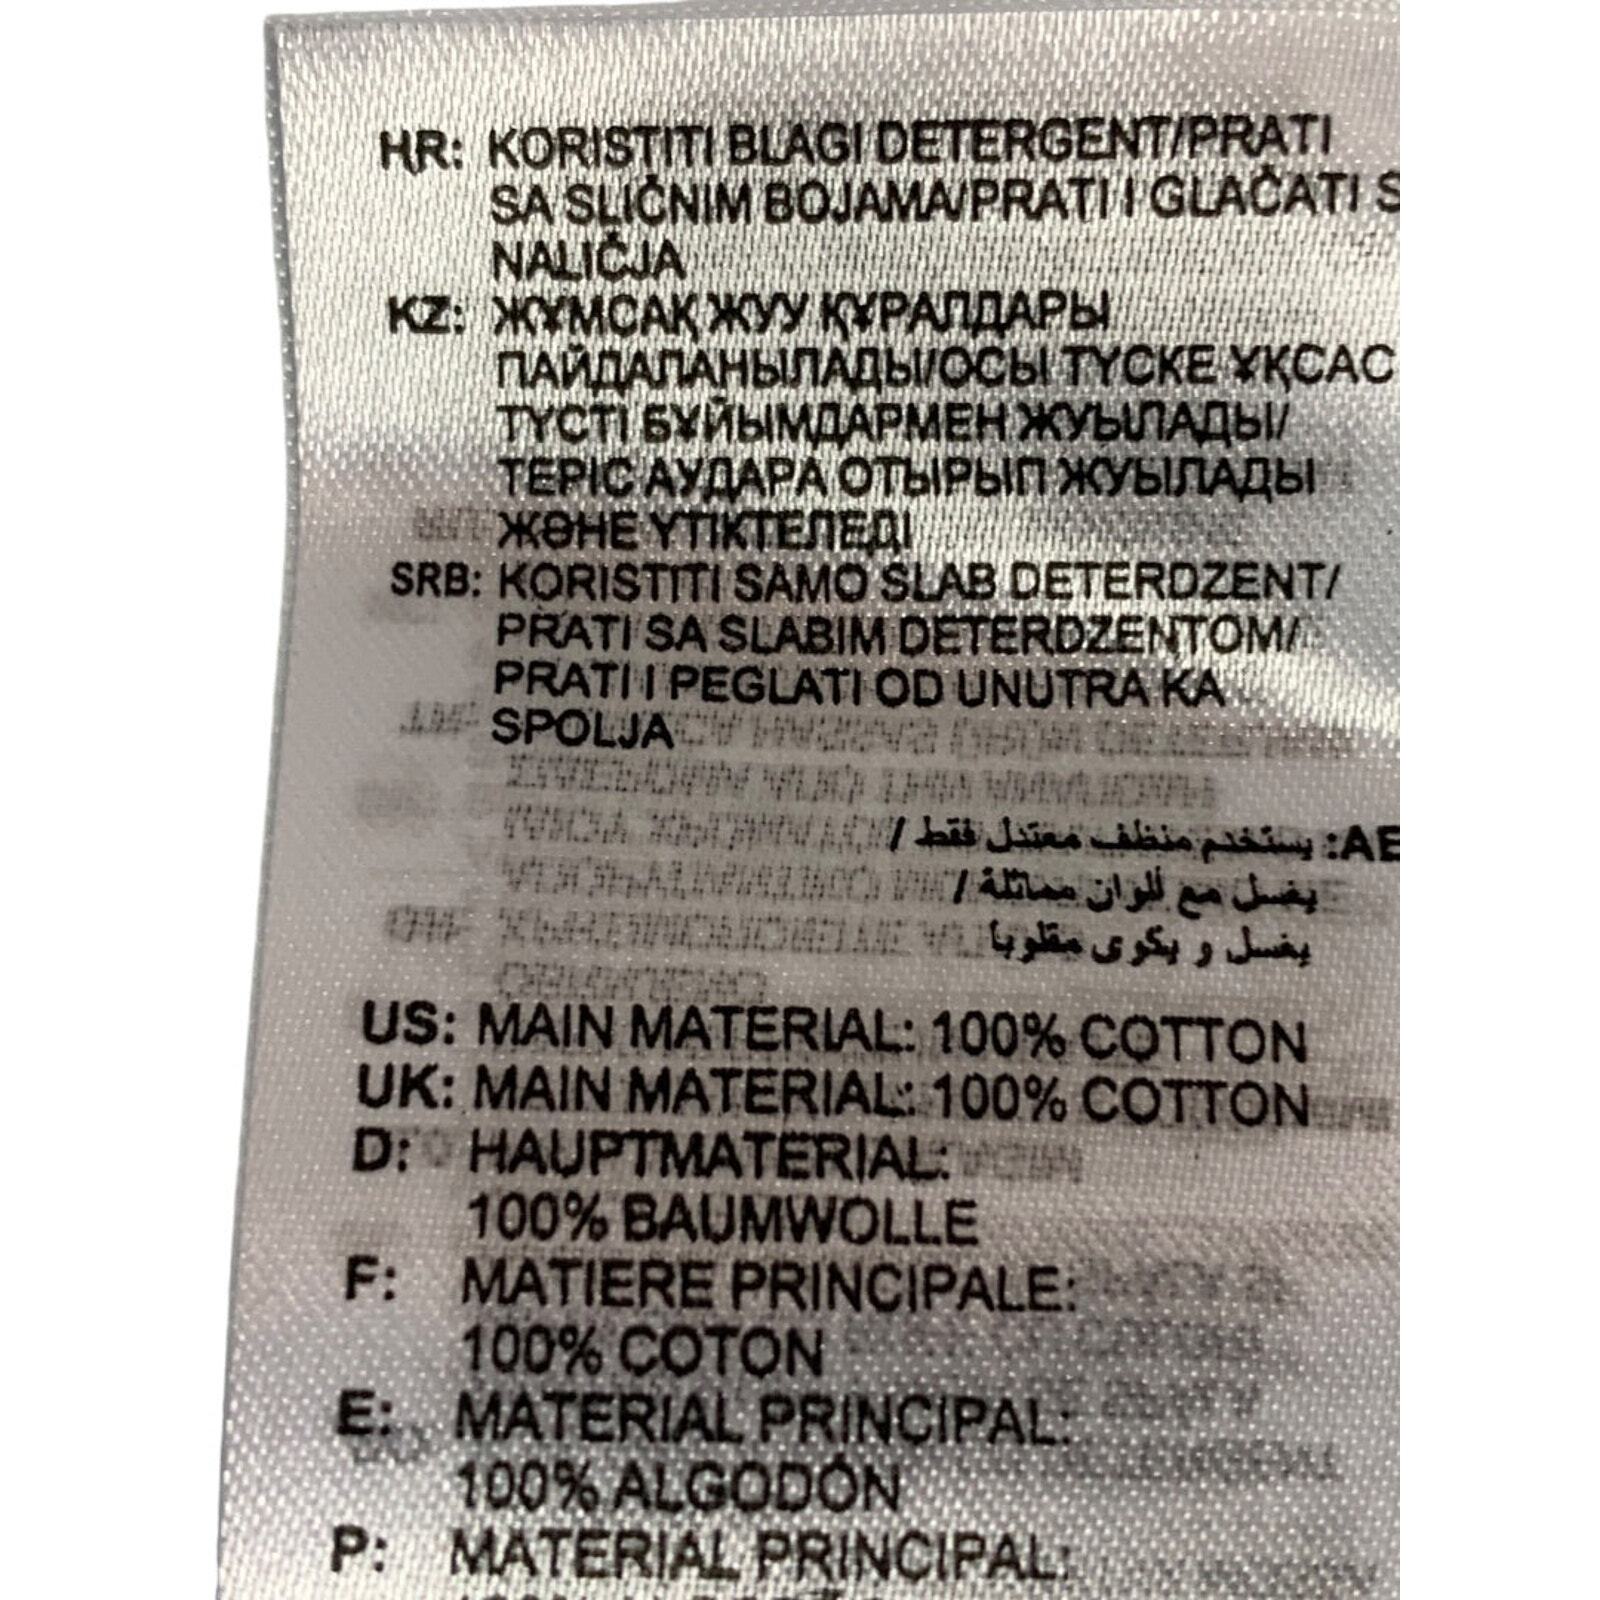 HR: KORISTITI BLAGI DETERGENT/PRATI
SA SLIČNIM BOJAMA/PRATI I GLAČATI S
NALIČJA
KZ: ЖҰМСАҚ ЖУУ ҚҰРАЛДАРЫ
ПАЙДАЛАНЫЛАДЫ/ОСЫ ТҮСКЕ ҰҚСАС
ТҮСТІ БҰЙЫМДАРМЕН ЖУЫЛАДЫ/
ТЕРІС АУДАРА ОТЫРЫП ЖУЫЛАДЫ
ЖӘНЕ ҮТІКТЕЛЕДІ
SRB: KORISTITI SAMO SLAB DETERDZENT/
PRATI SA SLABIM DETERDZENTOM/
PRATI I PEGLATI OD UNUTRA KA
SPOLJA
AE: يستخدم منظف معتدل فقط /
يغسل مع ألوان مماثلة /
يغسل و يكوى مقلوبا
US: MAIN MATERIAL: 100% COTTON
UK: MAIN MATERIAL: 100% COTTON
D: HAUPTMATERIAL:
100% BAUMWOLLE
F: MATIERE PRINCIPALE:
100% COTON
E: MATERIAL PRINCIPAL:
100% ALGODÓN
P: MATERIAL PRINCIPAL: